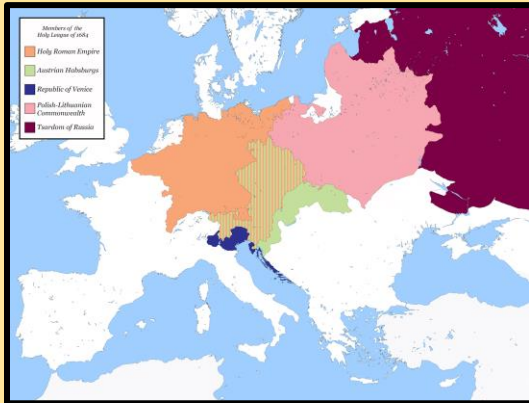 Members of the
Holy League of 1684
Holy Roman Empire
Austrian Habsburgs
Republic of Venice
Polish-Lithuanian
Commonwealth
Tsardom of Russia